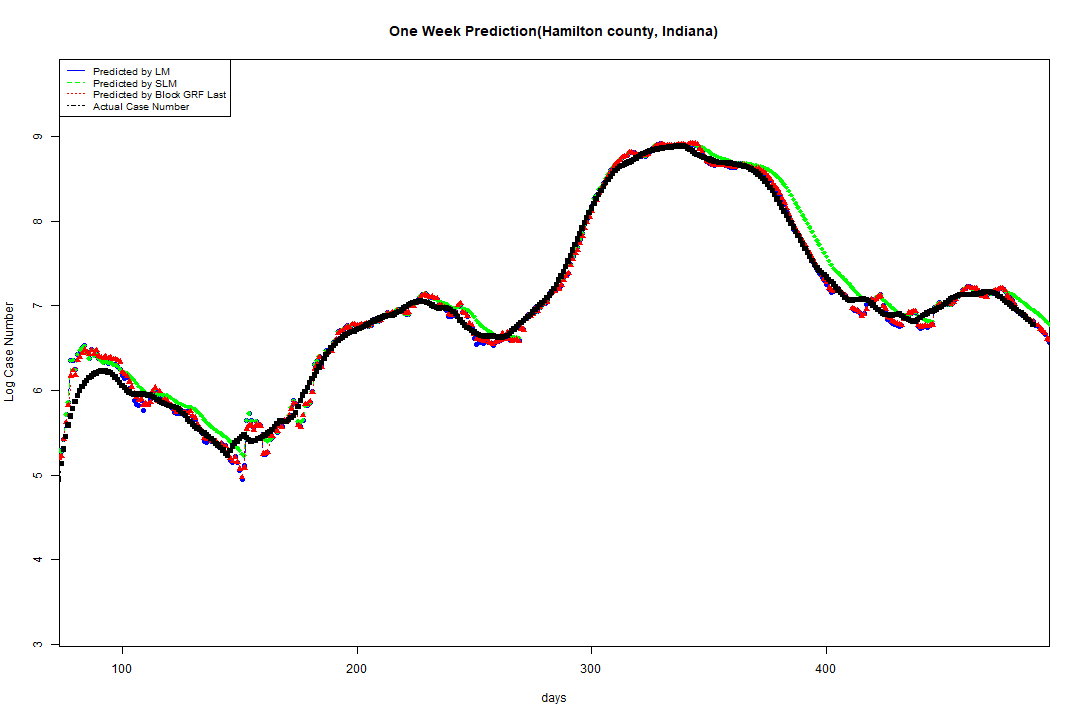 One Week Prediction(Hamilton county, Indiana)
Predicted by LM
Predicted by SLM
Predicted by Block GRF Last
Actual Case Number
9
8
7
6
5
4
3
Log Case Number
100 200 300 400
days